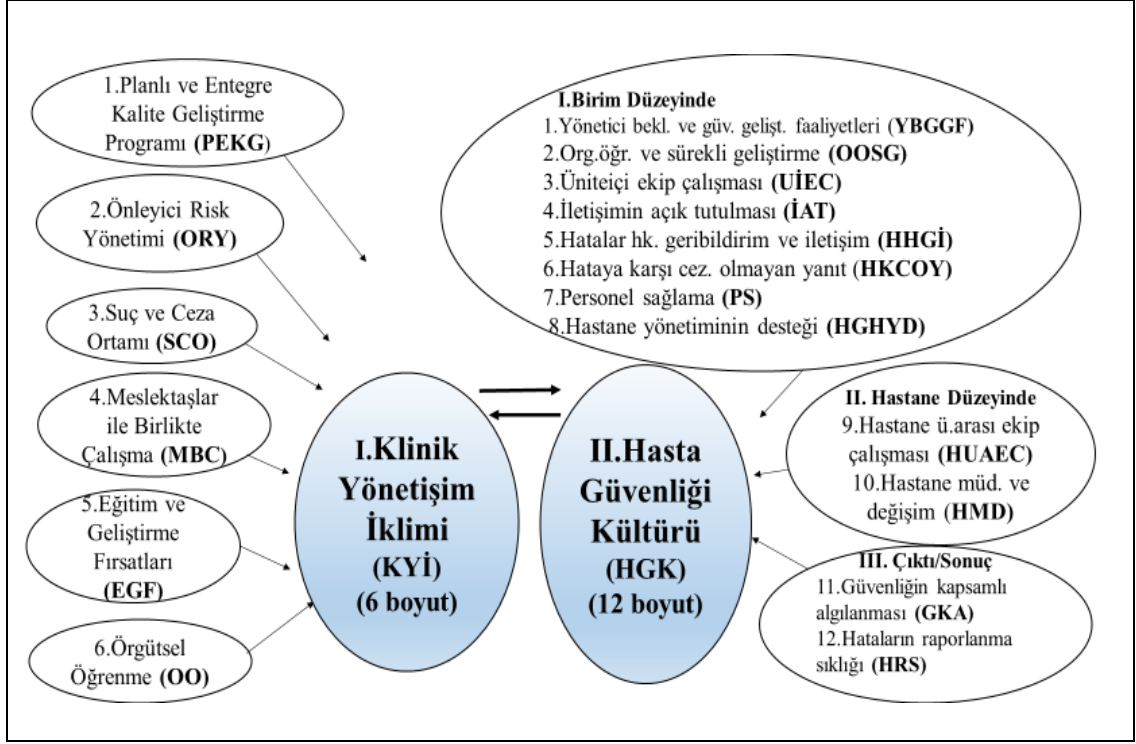 1.Planlı ve Entegre
Kalite Geliştirme
Programı (PEKG)
2.Önleyici Risk
Yönetimi (ORY)
3.Suç ve Ceza
Ortamı (SCO)
4.Meslektaşlar
ile Birlikte
Çalışma (MBC)
5.Eğitim ve
Geliştirme
Fırsatları
(EGF)
6.Örgütsel
Öğrenme (OO)
I.Klinik
Yönetişim
İklimi
(KYİ)
(6 boyut)
II.Hasta
Güvenliği
Kültürü
(HGK)
(12 boyut)
I.Birim Düzeyinde
1.Yönetici bekl. ve güv. gelişt. faaliyetleri (YBGGF)
2.Org.öğr. ve sürekli geliştirme (OOSG)
3.Üniteiçi ekip çalışması (UİEC)
4.İletişimin açık tutulması (İAT)
5.Hatalar hk. geribildirim ve iletişim (HHGİ)
6.Hataya karşı cez. olmayan yanıt (HKCOY)
7.Personel sağlama (PS)
8.Hastane yönetiminin desteği (HGHYD)
II. Hastane Düzeyinde
9.Hastane ü.arası ekip
çalışması (HUAEC)
10.Hastane müd. ve
değişim (HMD)
III. Çıktı/Sonuç
11.Güvenliğin kapsamlı
algılanması (GKA)
12.Hataların raporlanma
sıklığı (HRS)